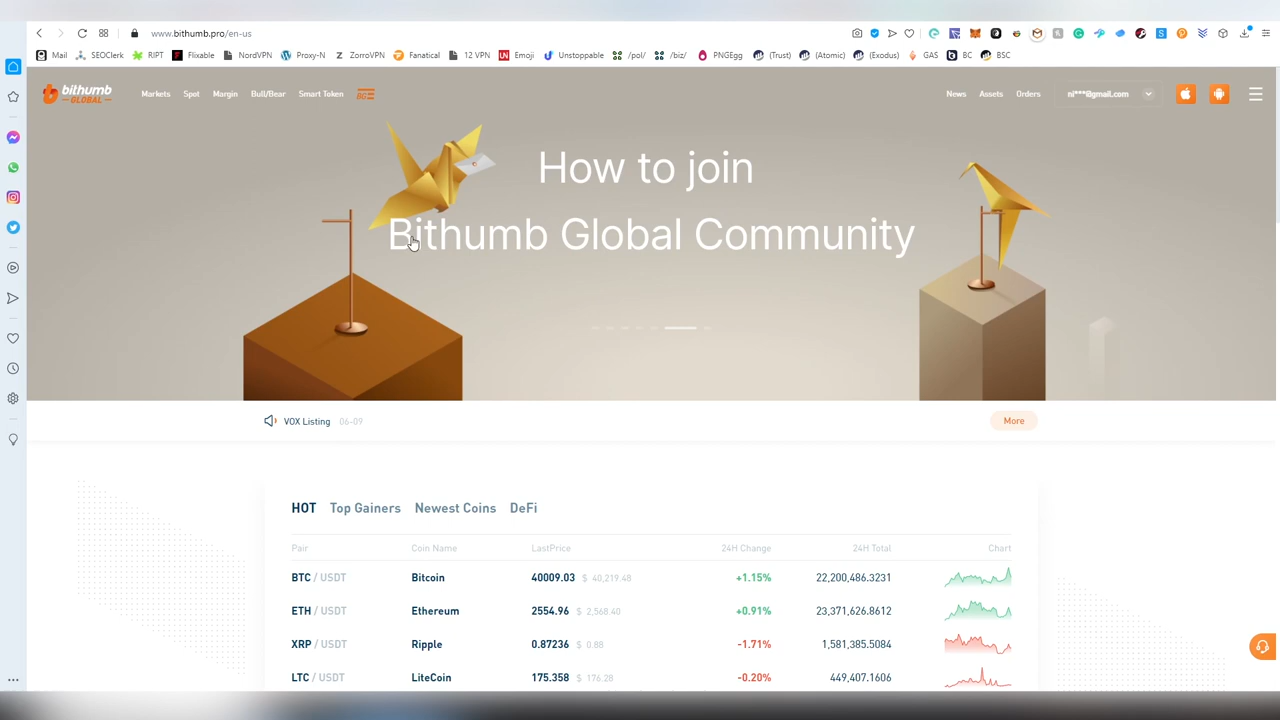 www.bithumb.pro/en-us
Mail SEOClerk RIPT Flixable NordVPN Proxy-N ZorroVPN Fanatical 12 VPN Emoji Unstoppable /pol/ /biz/ PNGEgg (Trust) (Atomic) (Exodus) GAS BC BSC
bithumb GLOBAL Markets Spot Margin Bull/Bear Smart Token News Assets Orders ni***@gmail.com
How to join
Bithumb Global Community
VOX Listing 06-09 More
HOT Top Gainers Newest Coins DeFi
Pair Coin Name LastPrice 24H Change 24H Total Chart
BTC / USDT Bitcoin 40009.03 $ 40,219.48 +1.15% 22,200,486.3231
ETH / USDT Ethereum 2554.96 $ 2,568.40 +0.91% 23,371,626.8612
XRP / USDT Ripple 0.87236 $ 0.88 -1.71% 1,581,385.5084
LTC / USDT LiteCoin 175.358 $ 176.28 -0.20% 449,407.1606